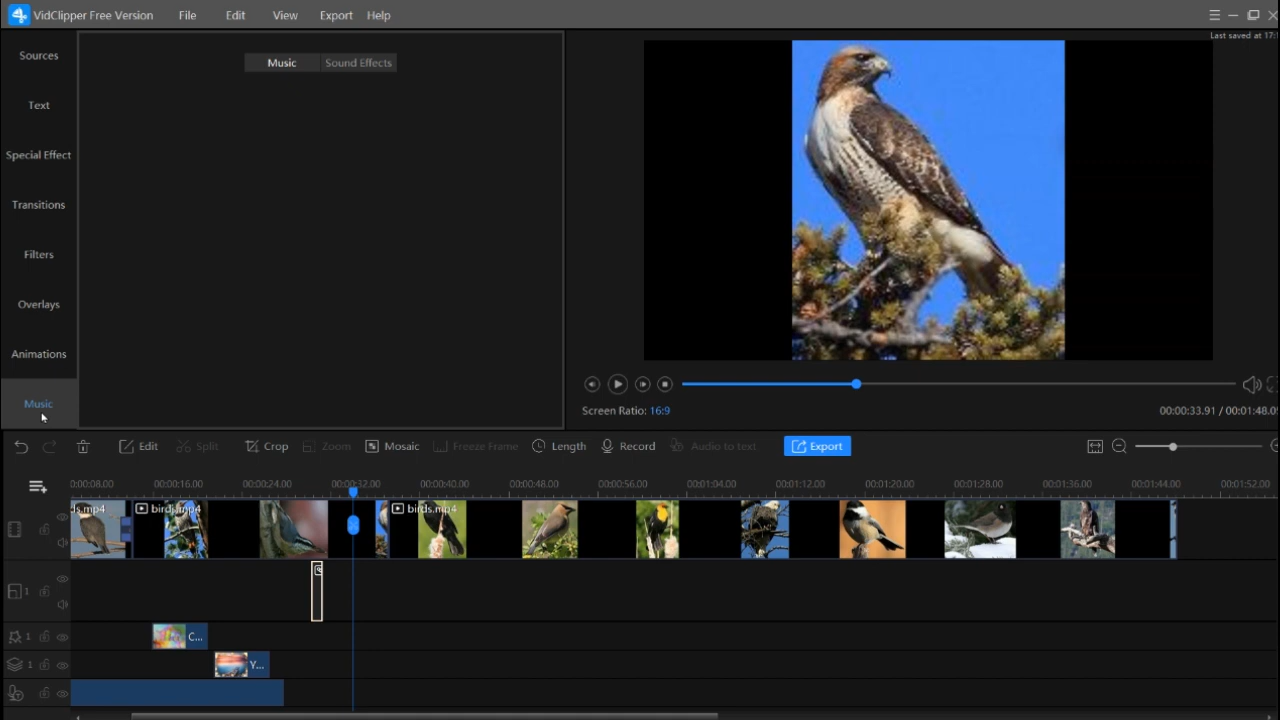 VidClipper Free Version File Edit View Export Help
Last saved at 17:
Sources
Music Sound Effects
Text
Special Effect
Transitions
Filters
Overlays
Animations
Music
Screen Ratio: 16:9
00:00:33.91 / 00:01:48.0
Edit Split Crop Zoom Mosaic Freeze Frame Length Record Audio to text Export
0:00:08.00 00:00:16.00 00:00:24.00 00:00:32.00 00:00:40.00 00:00:48.00 00:00:56.00 00:01:04.00 00:01:12.00 00:01:20.00 00:01:28.00 00:01:36.00 00:01:44.00 00:01:52.00
ds.mp4 birds.mp4 birds.mp4
1
1 C...
1 Y...